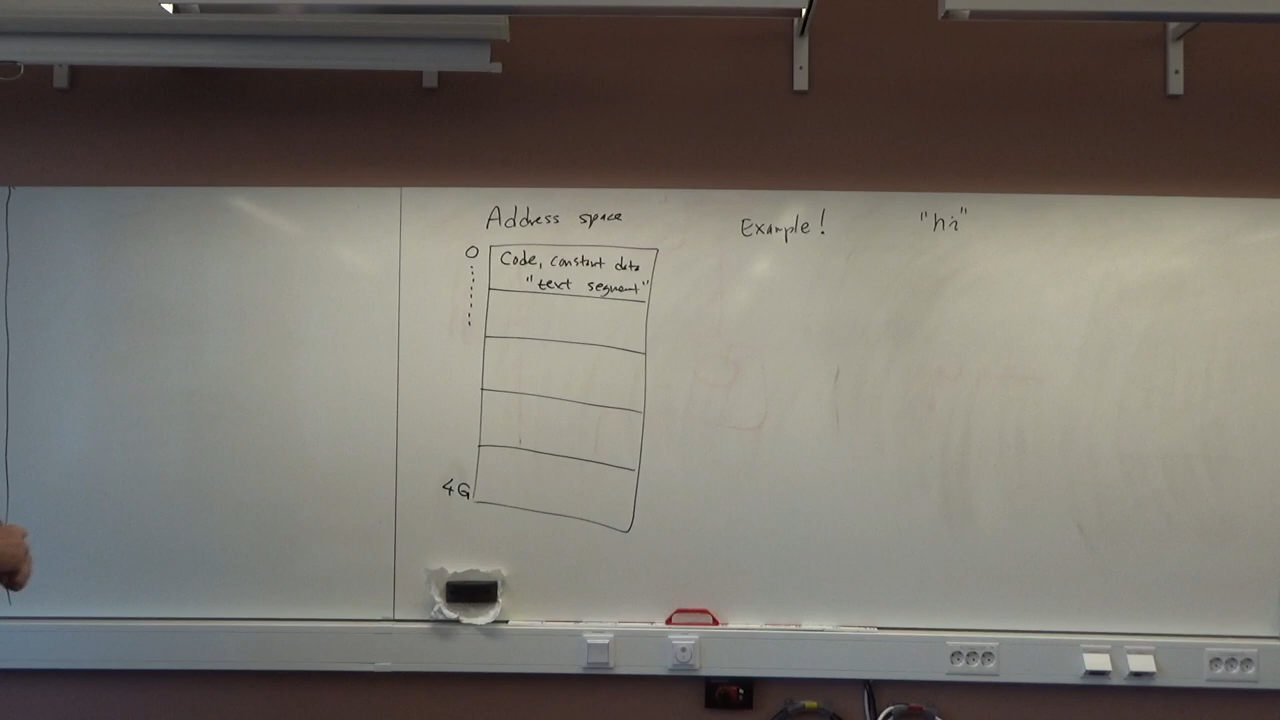 Address space
Example!
"hi"
0
Code, constant data
"text segment"
4G